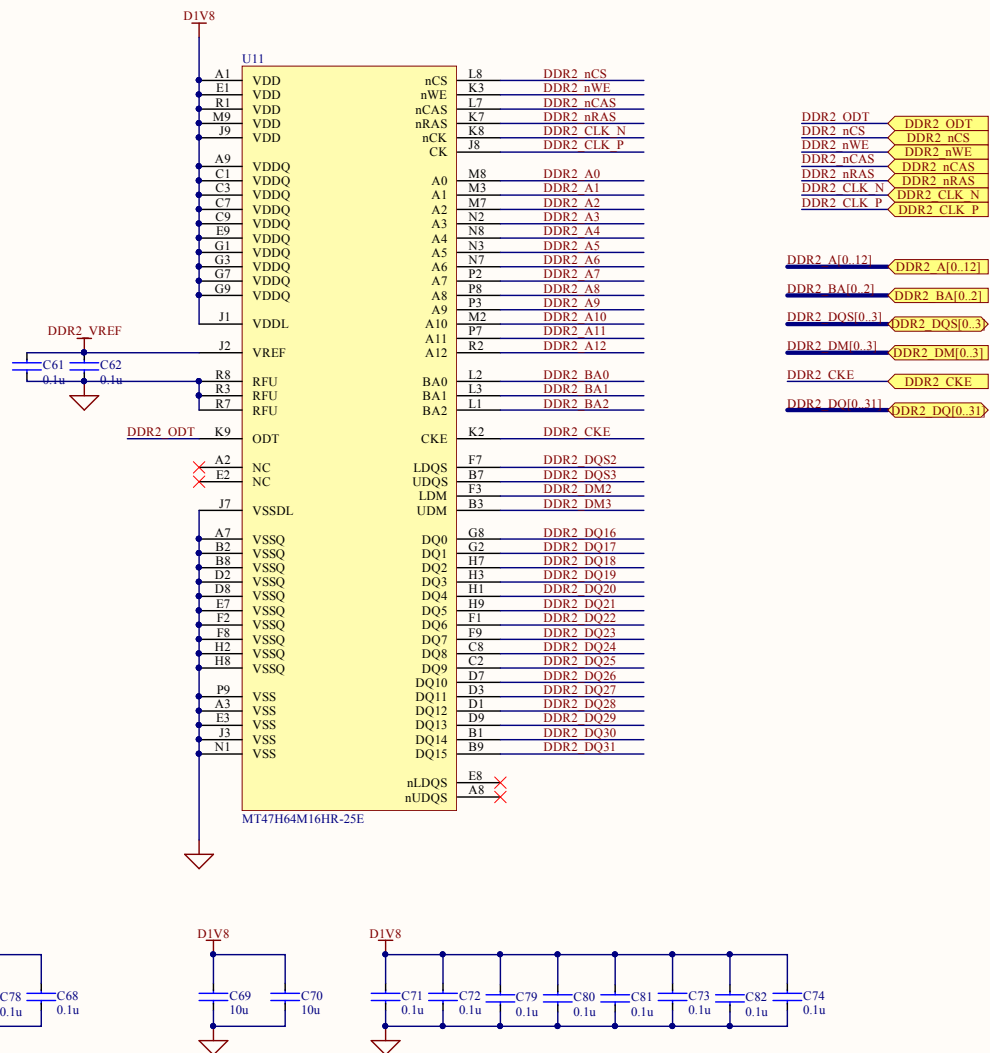 D1V8
U11
A1 VDD nCS L8 DDR2_nCS
E1 VDD nWE K3 DDR2_nWE
R1 VDD nCAS L7 DDR2_nCAS
M9 VDD nRAS K7 DDR2_nRAS
J9 VDD nCK K8 DDR2_CLK_N
CK J8 DDR2_CLK_P
A9 VDDQ
C1 VDDQ A0 M8 DDR2_A0
C3 VDDQ A1 M3 DDR2_A1
C7 VDDQ A2 M7 DDR2_A2
C9 VDDQ A3 N2 DDR2_A3
E9 VDDQ A4 N8 DDR2_A4
G1 VDDQ A5 N3 DDR2_A5
G3 VDDQ A6 N7 DDR2_A6
G7 VDDQ A7 P2 DDR2_A7
G9 VDDQ A8 P8 DDR2_A8
A9 P3 DDR2_A9
J1 VDDL A10 M2 DDR2_A10
A11 P7 DDR2_A11
DDR2_VREF
J2 VREF A12 R2 DDR2_A12
C61 0.1u
C62 0.1u
R8 RFU BA0 L2 DDR2_BA0
R3 RFU BA1 L3 DDR2_BA1
R7 RFU BA2 L1 DDR2_BA2
DDR2_ODT K9 ODT CKE K2 DDR2_CKE
A2 NC LDQS F7 DDR2_DQS2
E2 NC UDQS B7 DDR2_DQS3
LDM F3 DDR2_DM2
J7 VSSDL UDM B3 DDR2_DM3
A7 VSSQ DQ0 G8 DDR2_DQ16
B2 VSSQ DQ1 G2 DDR2_DQ17
B8 VSSQ DQ2 H7 DDR2_DQ18
D2 VSSQ DQ3 H3 DDR2_DQ19
D8 VSSQ DQ4 H1 DDR2_DQ20
E7 VSSQ DQ5 H9 DDR2_DQ21
F2 VSSQ DQ6 F1 DDR2_DQ22
F8 VSSQ DQ7 F9 DDR2_DQ23
H2 VSSQ DQ8 C8 DDR2_DQ24
H8 VSSQ DQ9 C2 DDR2_DQ25
DQ10 D7 DDR2_DQ26
P9 VSS DQ11 D3 DDR2_DQ27
A3 VSS DQ12 D1 DDR2_DQ28
E3 VSS DQ13 D9 DDR2_DQ29
J3 VSS DQ14 B1 DDR2_DQ30
N1 VSS DQ15 B9 DDR2_DQ31
nLDQS E8
nUDQS A8
MT47H64M16HR-25E
DDR2_ODT DDR2_ODT
DDR2_nCS DDR2_nCS
DDR2_nWE DDR2_nWE
DDR2_nCAS DDR2_nCAS
DDR2_nRAS DDR2_nRAS
DDR2_CLK_N DDR2_CLK_N
DDR2_CLK_P DDR2_CLK_P
DDR2_A[0..12] DDR2_A[0..12]
DDR2_BA[0..2] DDR2_BA[0..2]
DDR2_DQS[0..3] DDR2_DQS[0..3]
DDR2_DM[0..3] DDR2_DM[0..3]
DDR2_CKE DDR2_CKE
DDR2_DQ[0..31] DDR2_DQ[0..31]
C78 0.1u
C68 0.1u
D1V8
C69 10u
C70 10u
D1V8
C71 0.1u
C72 0.1u
C79 0.1u
C80 0.1u
C81 0.1u
C73 0.1u
C82 0.1u
C74 0.1u